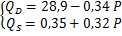 Q_D = 28,9 − 0,34 P
Q_S = 0,35 + 0,32 P